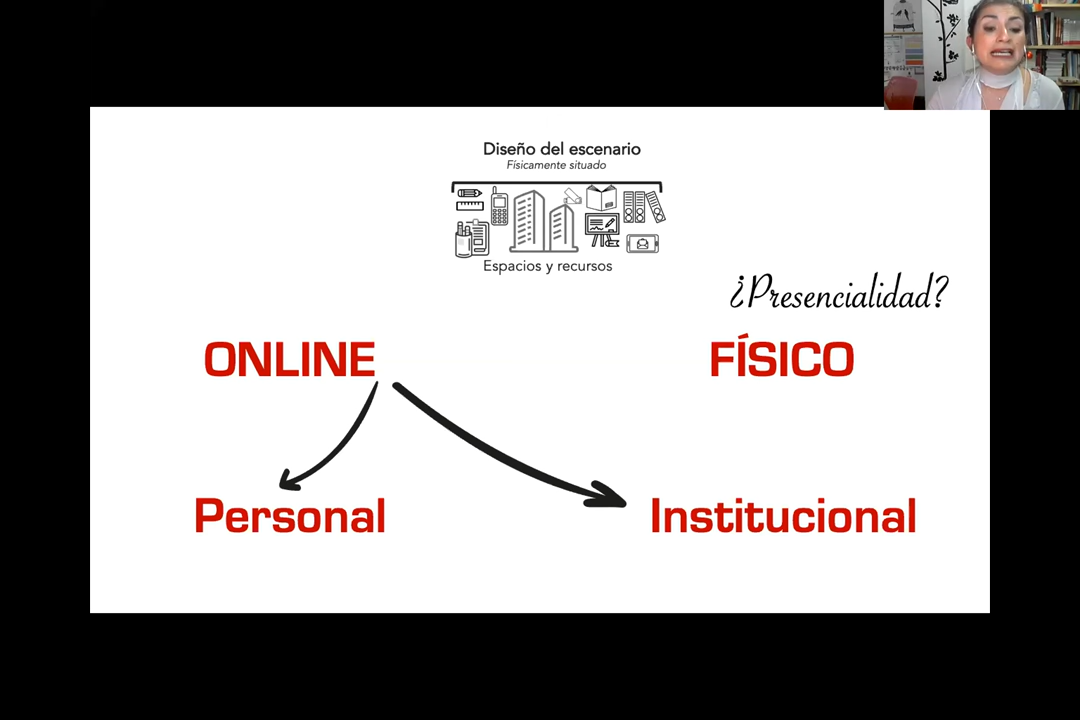 Diseño del escenario
Físicamente situado
Espacios y recursos
¿Presencialidad?
ONLINE
FÍSICO
Personal
Institucional